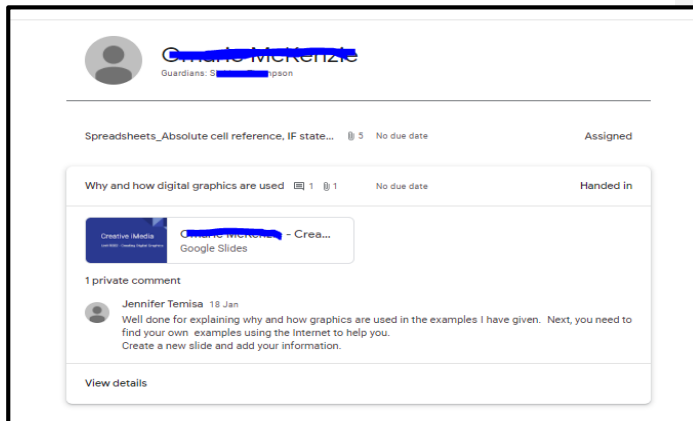 Guardians:
Spreadsheets_Absolute cell reference, IF state... 5 No due date Assigned
Why and how digital graphics are used 1 1 No due date Handed in
Creative iMedia
Creating Digital Graphics
- Crea...
Google Slides
1 private comment
Jennifer Temisa 18 Jan
Well done for explaining why and how graphics are used in the examples I have given. Next, you need to
find your own examples using the Internet to help you.
Create a new slide and add your information.
View details